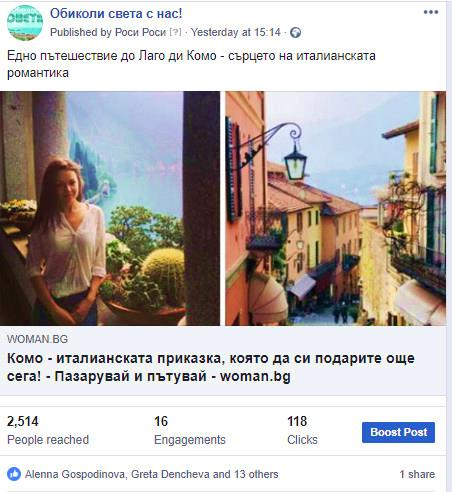 Обиколи света с нас!
Published by Роси Роси [?] · Yesterday at 15:14 ·
Едно пътешествие до Лаго ди Комо - сърцето на италианската
романтика
WOMAN.BG
Комо - италианската приказка, която да си подарите още
сега! - Пазарувай и пътувай - woman.bg
2,514 16 118
People reached Engagements Clicks Boost Post
Alenna Gospodinova, Greta Dencheva and 13 others 1 share